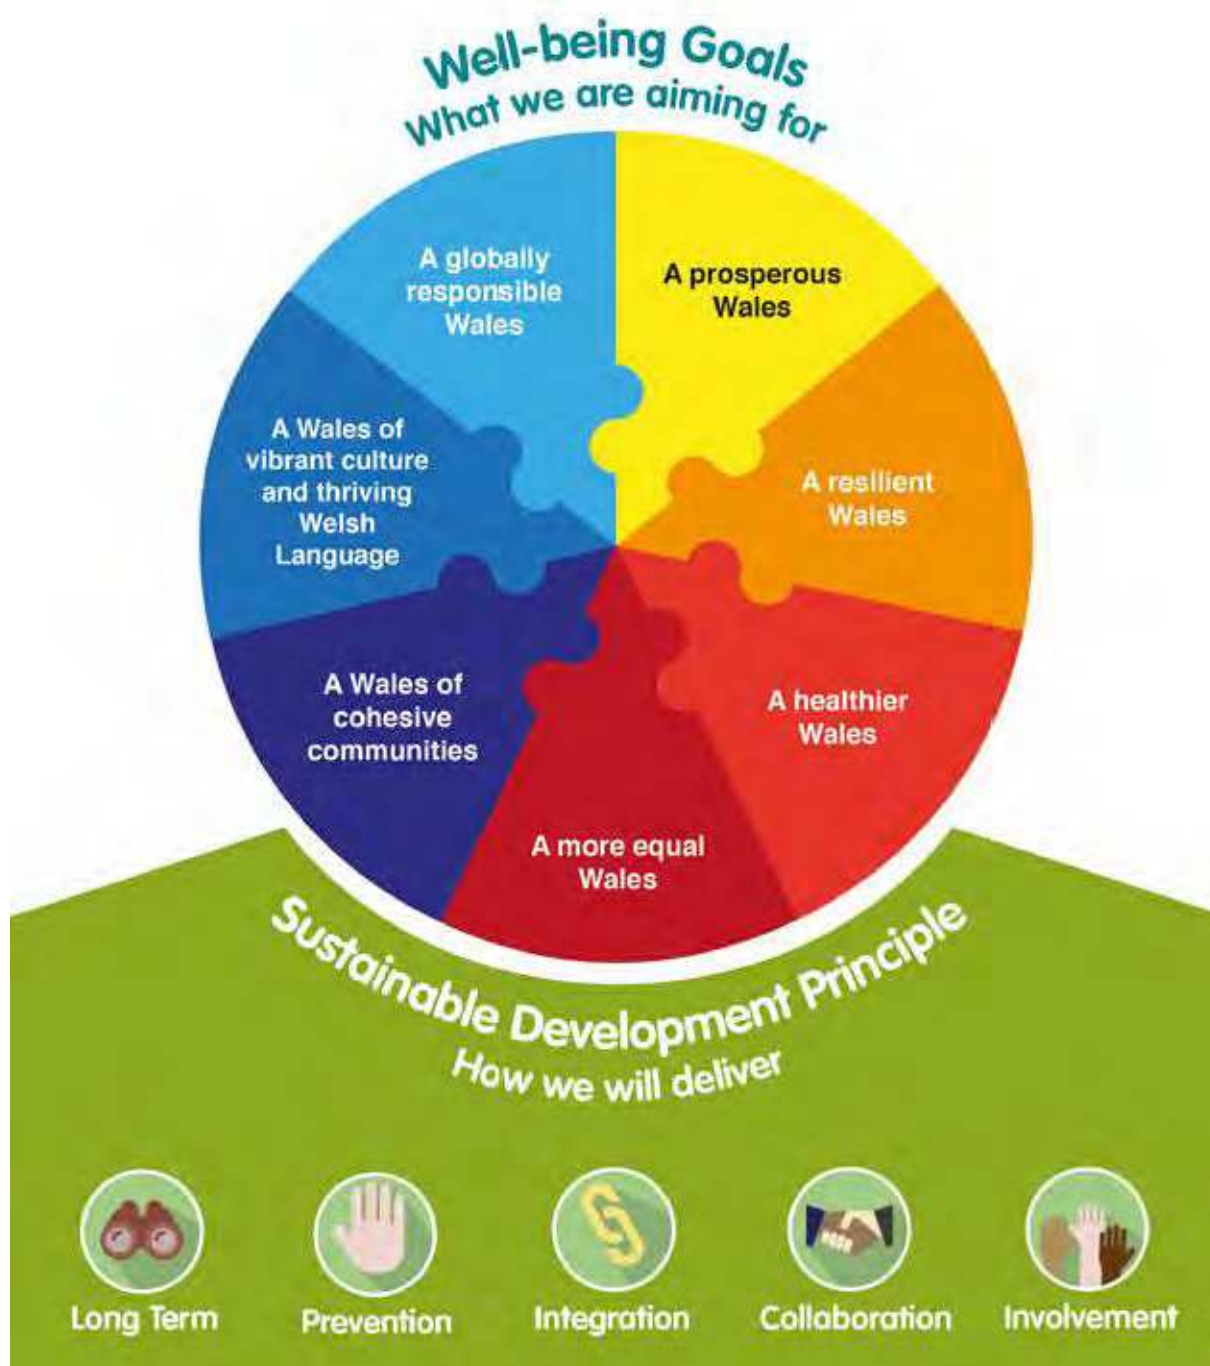 Well-being Goals
What we are aiming for
A globally
responsible
Wales
A prosperous
Wales
A Wales of
vibrant culture
and thriving
Welsh
Language
A resilient
Wales
A Wales of
cohesive
communities
A healthier
Wales
A more equal
Wales
Sustainable Development Principle
How we will deliver
Long Term
Prevention
Integration
Collaboration
Involvement